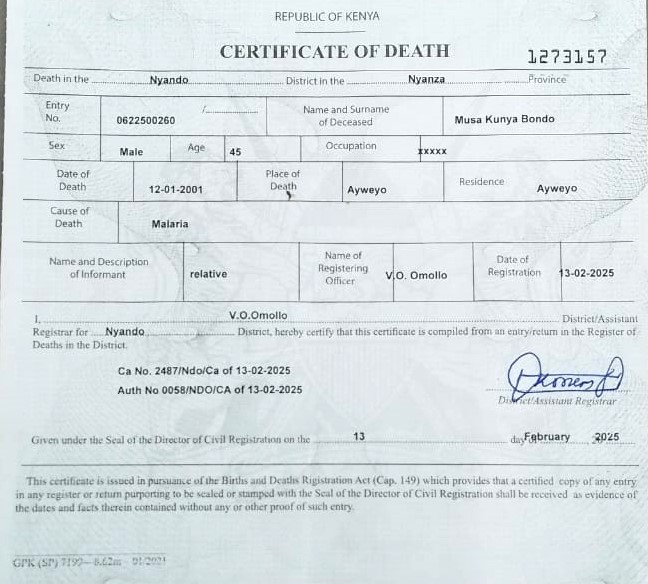 REPUBLIC OF KENYA
CERTIFICATE OF DEATH
1273157
Death in the Nyando District in the Nyanza Province
Entry No. 0622500260 /.......... Name and Surname of Deceased Musa Kunya Bondo
Sex Male Age 45 Occupation xxxxx
Date of Death 12-01-2001 Place of Death Ayweyo Residence Ayweyo
Cause of Death Malaria
Name and Description of Informant relative Name of Registering Officer V.O. Omollo Date of Registration 13-02-2025
I, V.O.Omollo District/Assistant
Registrar for Nyando District, hereby certify that this certificate is compiled from an entry/return in the Register of
Deaths in the District.
Ca No. 2487/Ndo/Ca of 13-02-2025
Auth No 0058/NDO/CA of 13-02-2025
District/Assistant Registrar
Given under the Seal of the Director of Civil Registration on the 13 day February 2025
This certificate is issued in pursuance of the Births and Deaths Rigistration Act (Cap. 149) which provides that a certified copy of any entry
in any register or return purporting to be sealed or stamped with the Seal of the Director of Civil Registration shall be received as evidence of
the dates and facts therein contained without any or other proof of such entry.
GPK (SP) 7199– 6.62m - 01/2021